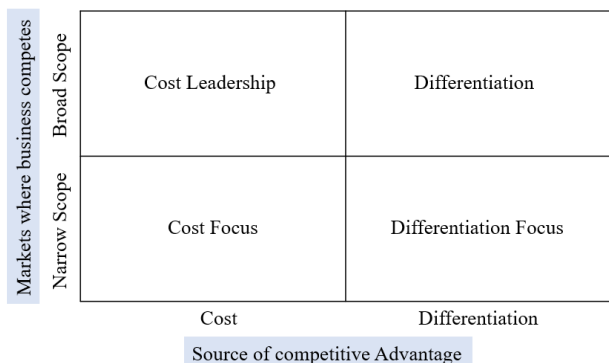 Markets where business competes
Broad Scope
Narrow Scope
Cost Leadership
Differentiation
Cost Focus
Differentiation Focus
Cost
Differentiation
Source of competitive Advantage